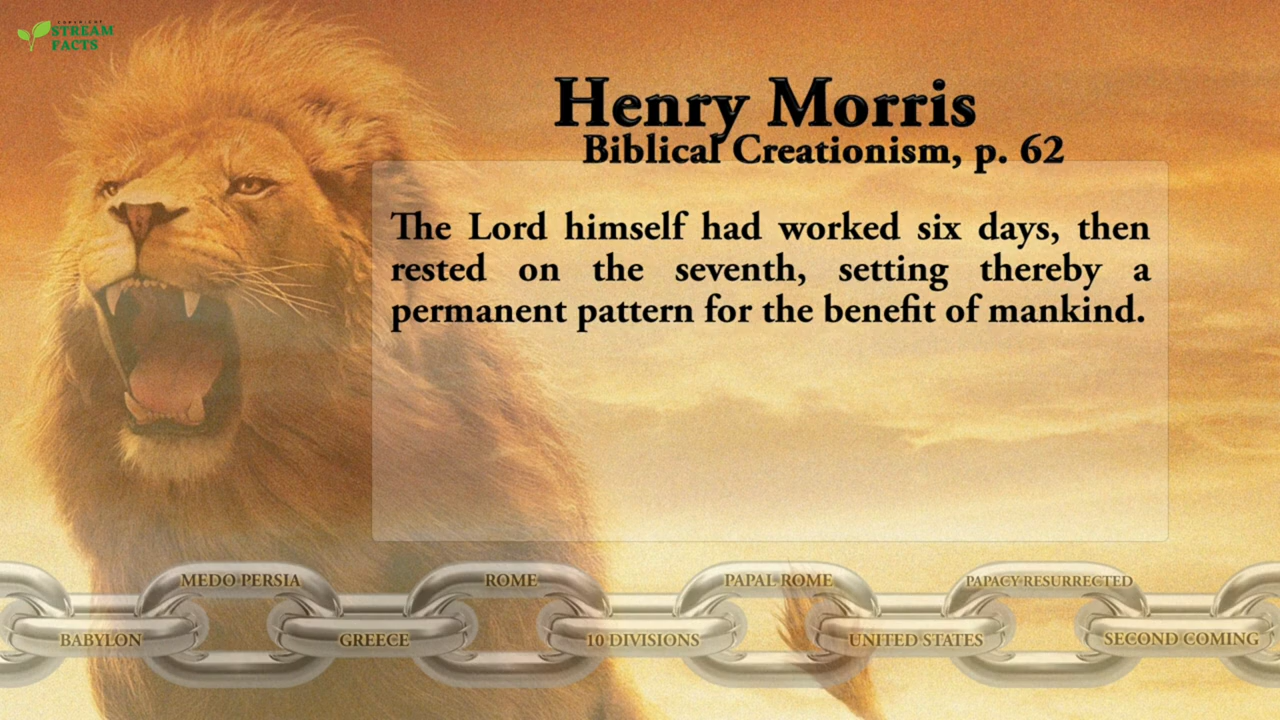 COPYRIGHT
STREAM
FACTS
Henry Morris
Biblical Creationism, p. 62
The Lord himself had worked six days, then
rested on the seventh, setting thereby a
permanent pattern for the benefit of mankind.
MEDO PERSIA
ROME
PAPAL ROME
PAPACY RESURRECTED
BABYLON
GREECE
10 DIVISIONS
UNITED STATES
SECOND COMING